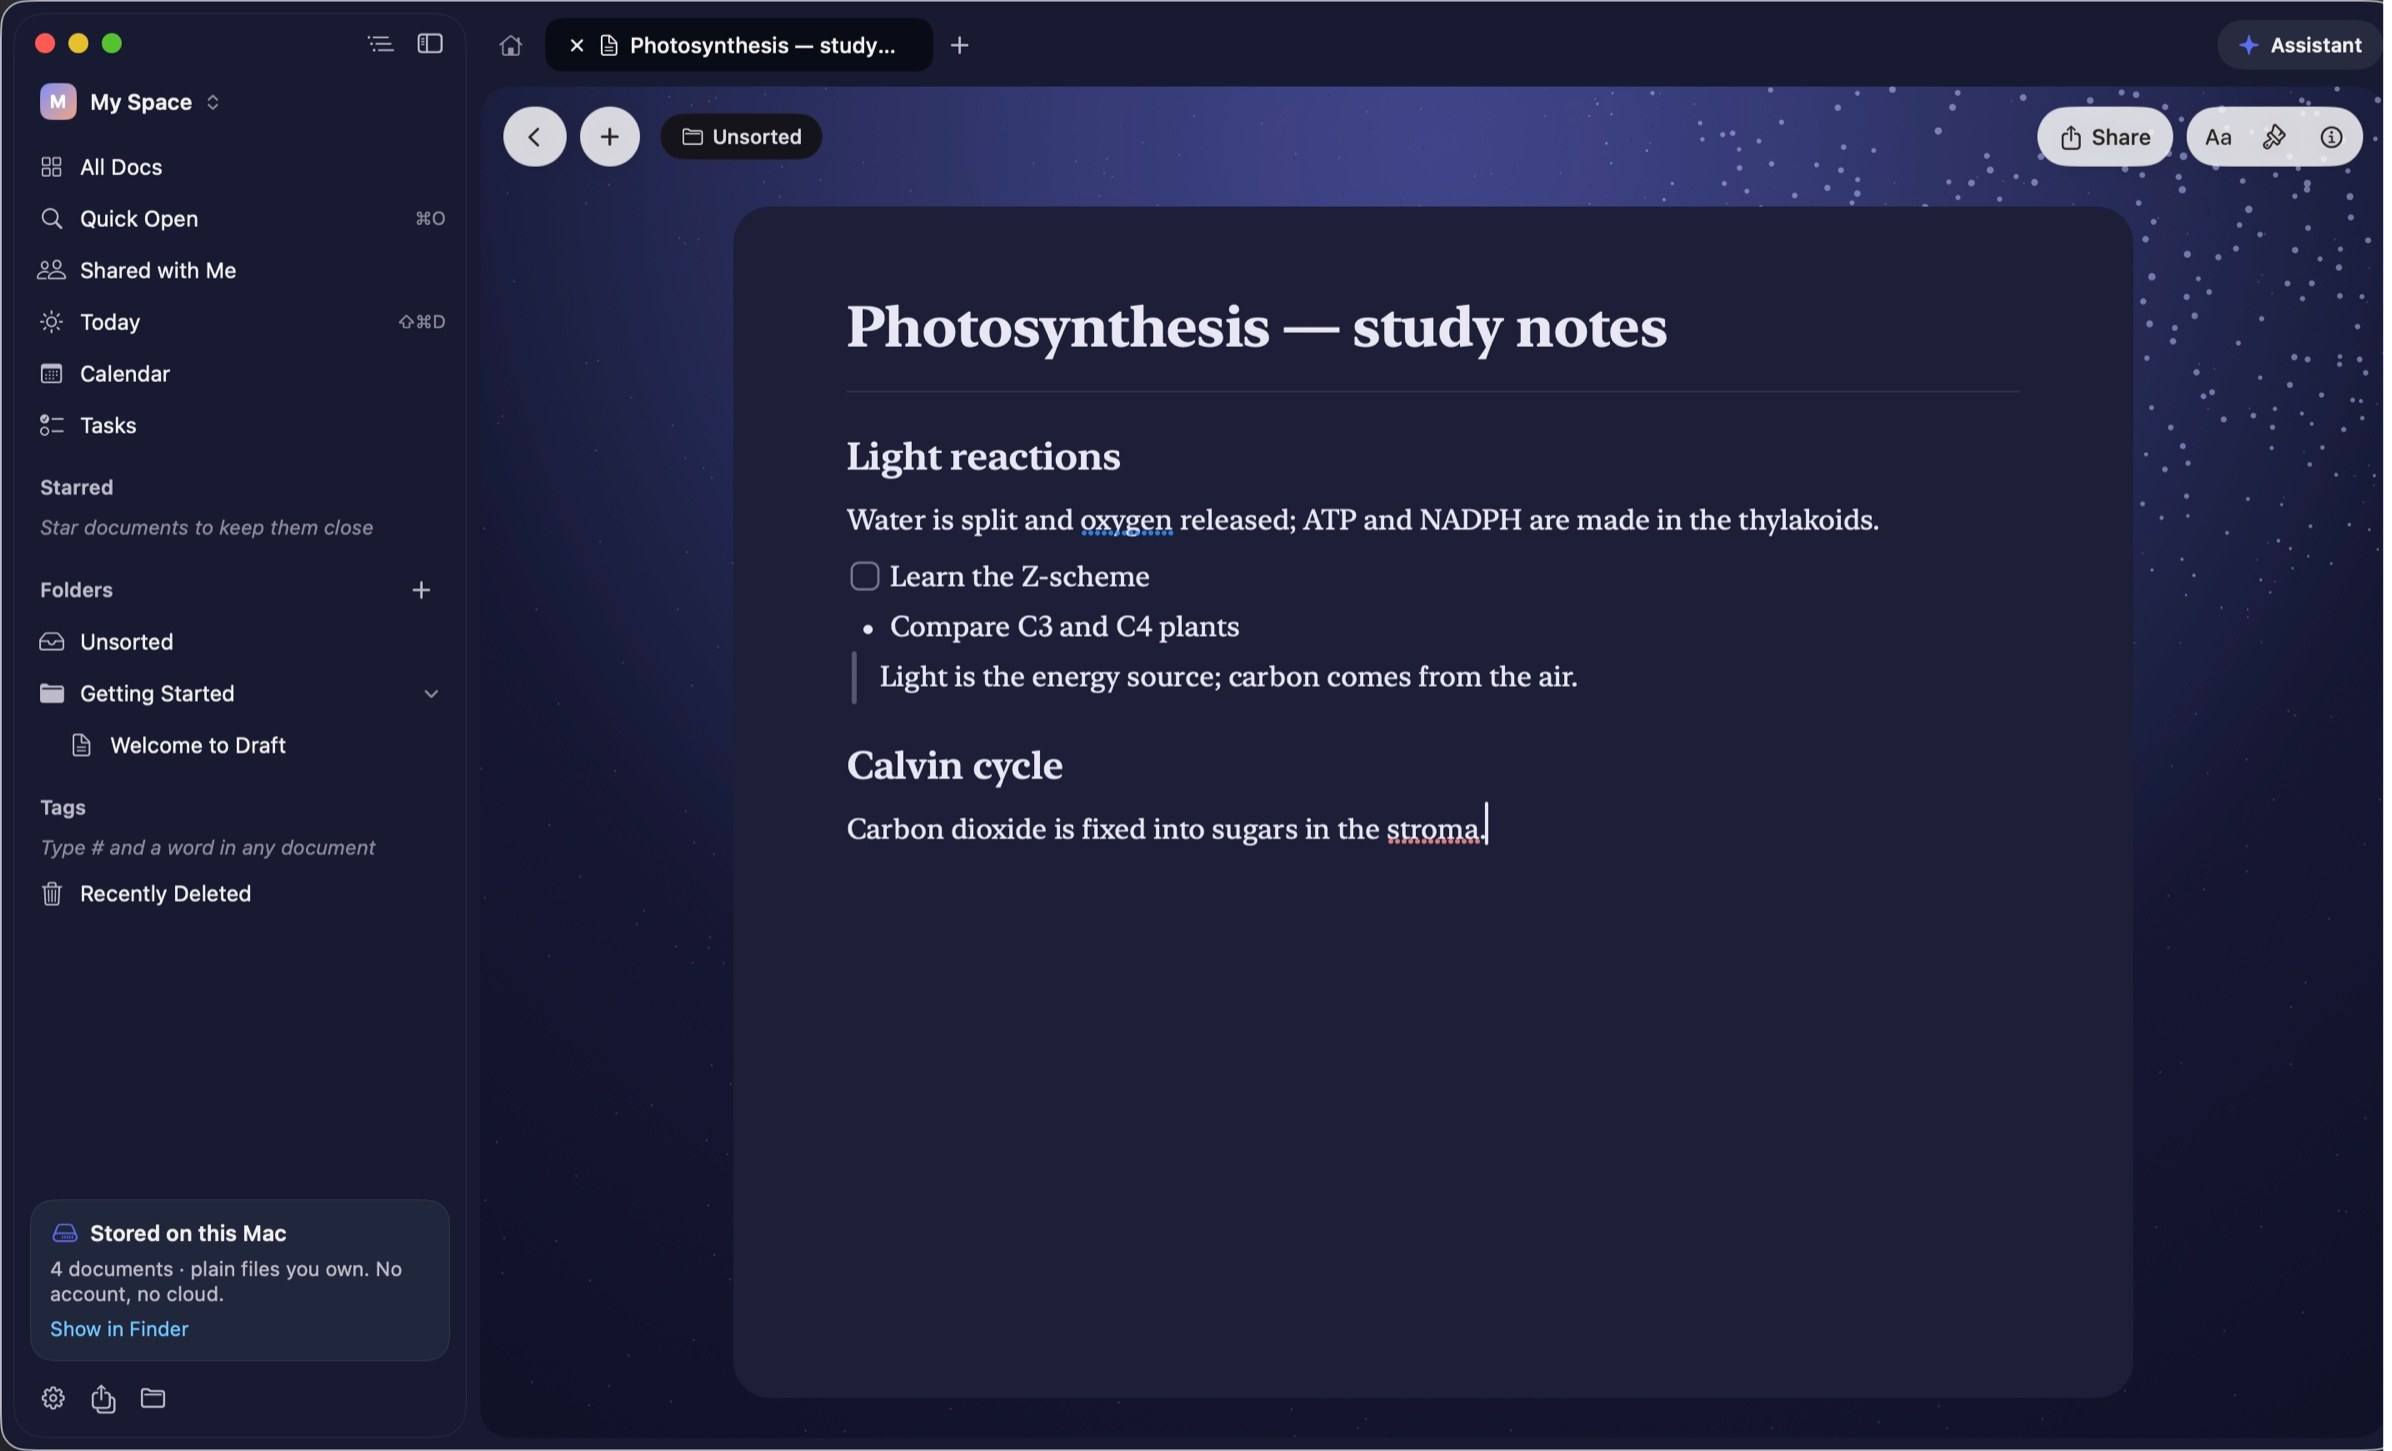 Photosynthesis — study...
Assistant
M My Space
All Docs
Quick Open ⌘O
Shared with Me
Today ⇧⌘D
Calendar
Tasks
Starred
Star documents to keep them close
Folders
Unsorted
Getting Started
Welcome to Draft
Tags
Type # and a word in any document
Recently Deleted
Stored on this Mac
4 documents · plain files you own. No
account, no cloud.
Show in Finder
Unsorted
Share
Aa
Photosynthesis — study notes
Light reactions
Water is split and oxygen released; ATP and NADPH are made in the thylakoids.
Learn the Z-scheme
• Compare C3 and C4 plants
Light is the energy source; carbon comes from the air.
Calvin cycle
Carbon dioxide is fixed into sugars in the stroma.